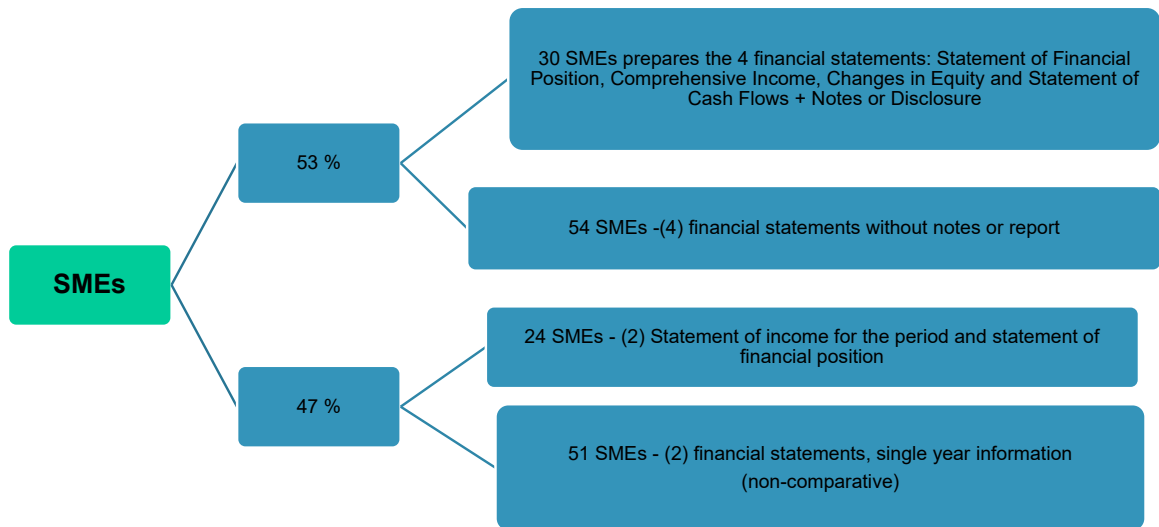 30 SMEs prepares the 4 financial statements: Statement of Financial
Position, Comprehensive Income, Changes in Equity and Statement of
Cash Flows + Notes or Disclosure
53 %
54 SMEs -(4) financial statements without notes or report
SMEs
24 SMEs - (2) Statement of income for the period and statement of
financial position
47 %
51 SMEs - (2) financial statements, single year information
(non-comparative)